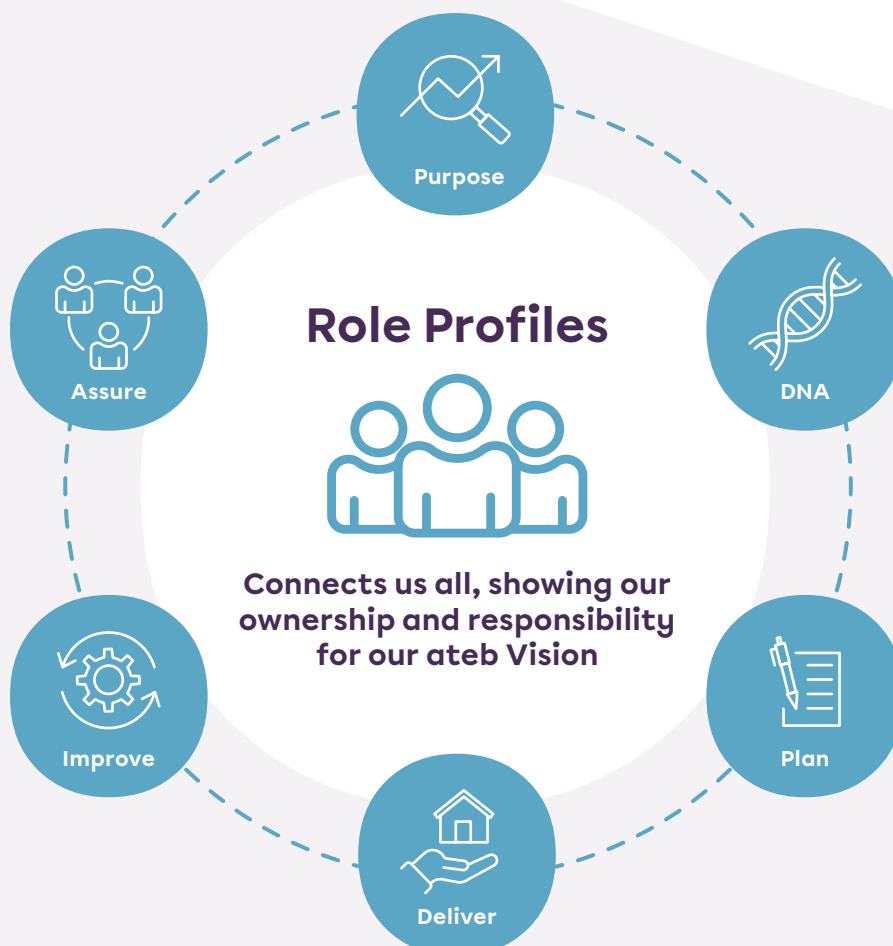 Purpose
Assure
DNA
Role Profiles
Connects us all, showing our
ownership and responsibility
for our ateb Vision
Improve
Plan
Deliver